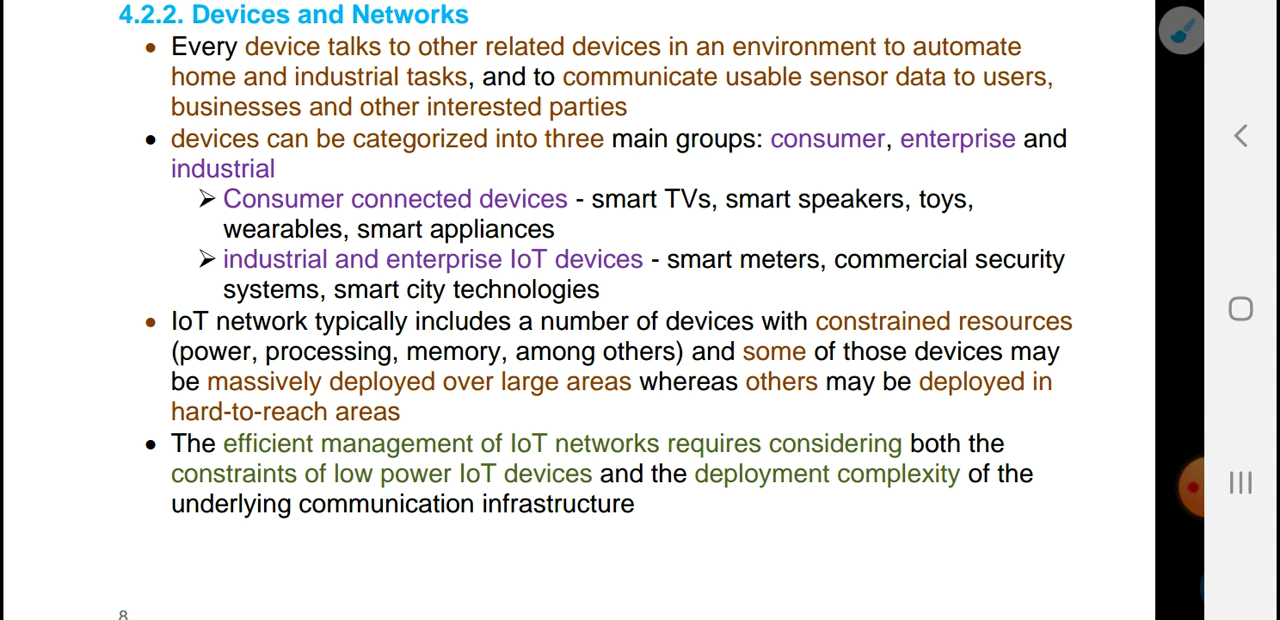 4.2.2. Devices and Networks
• Every device talks to other related devices in an environment to automate
home and industrial tasks, and to communicate usable sensor data to users,
businesses and other interested parties
• devices can be categorized into three main groups: consumer, enterprise and
industrial
➢ Consumer connected devices - smart TVs, smart speakers, toys,
wearables, smart appliances
➢ industrial and enterprise IoT devices - smart meters, commercial security
systems, smart city technologies
• IoT network typically includes a number of devices with constrained resources
(power, processing, memory, among others) and some of those devices may
be massively deployed over large areas whereas others may be deployed in
hard-to-reach areas
• The efficient management of IoT networks requires considering both the
constraints of low power IoT devices and the deployment complexity of the
underlying communication infrastructure
8